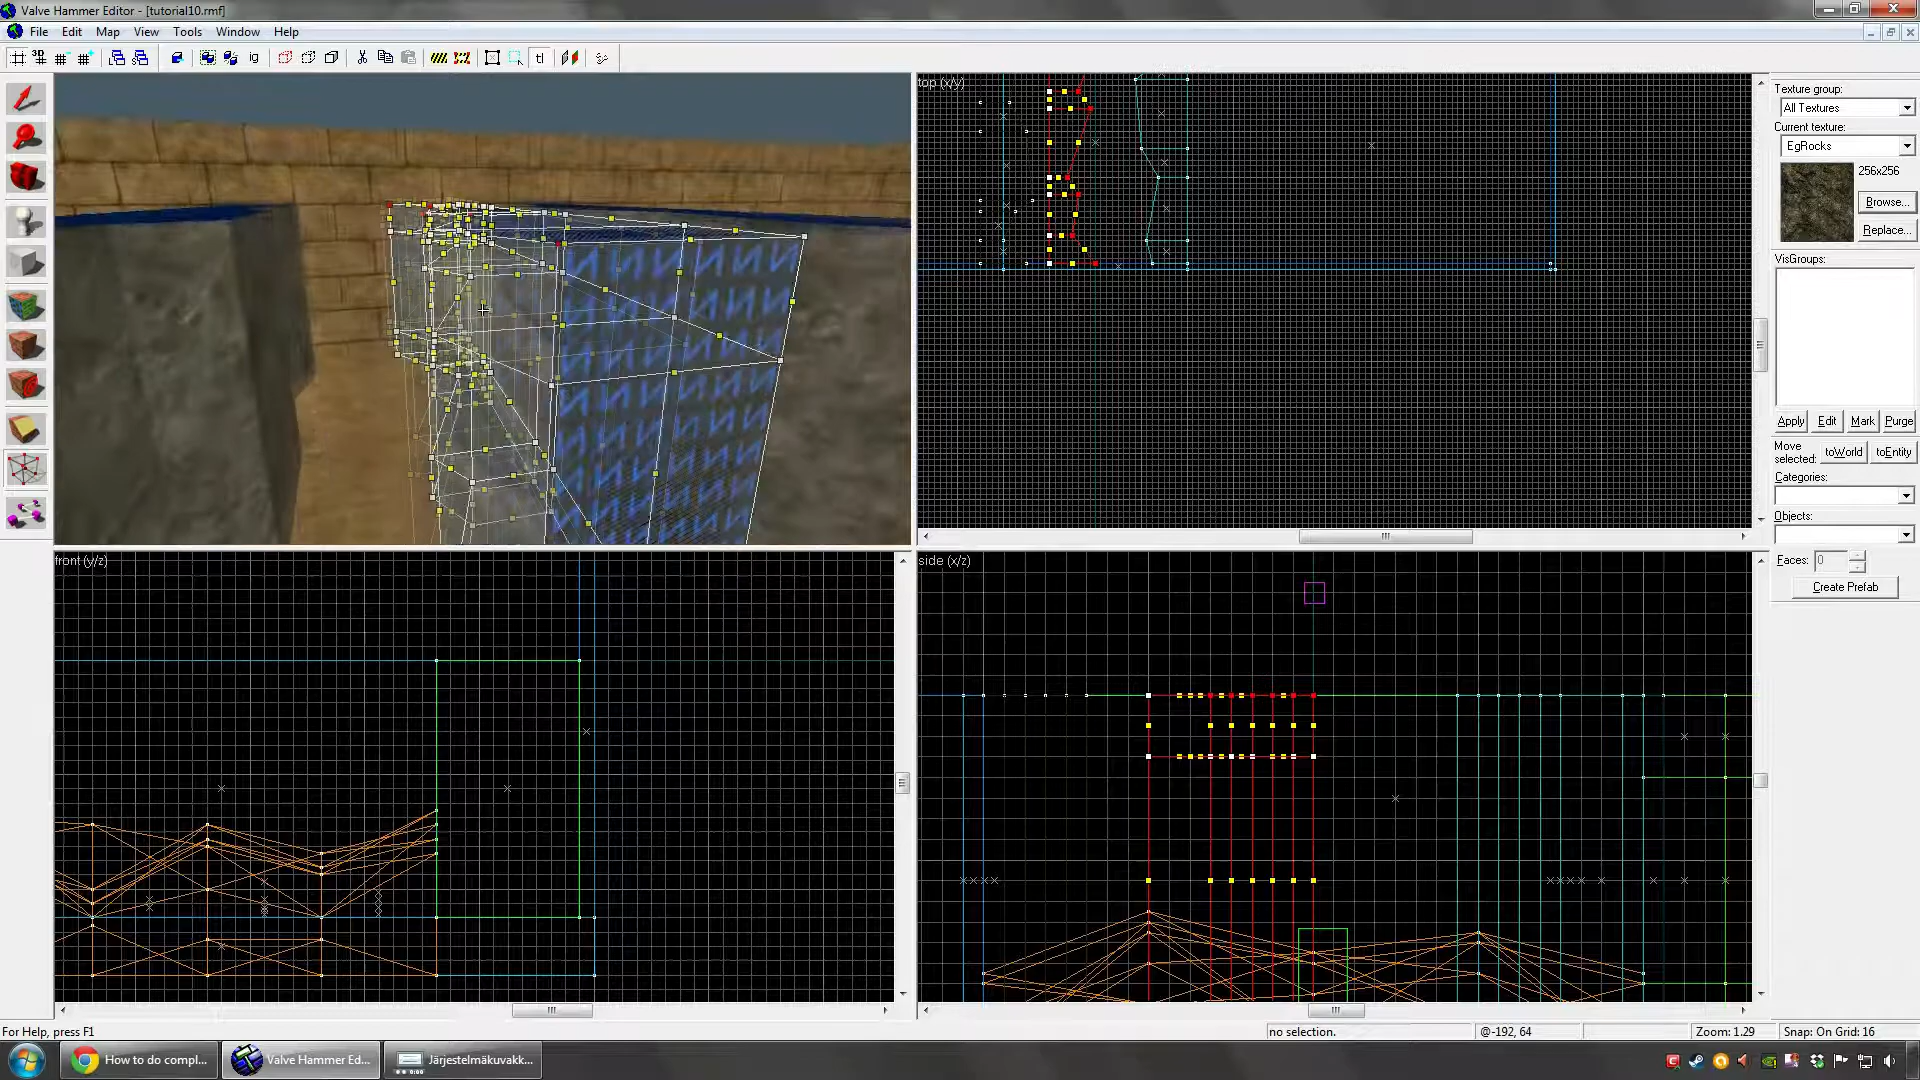 Valve Hammer Editor - [tutorial10.rmf]
File Edit Map View Tools Window Help
3D ig tl
top (x/y)
Texture group:
All Textures
Current texture:
EgRocks
256x256
Browse...
Replace...
VisGroups:
Apply Edit Mark Purge
Move selected: toWorld toEntity
Categories:
Objects:
front (y/z)
side (x/z)
Faces: 0
Create Prefab
For Help, press F1
no selection.
@-192, 64
Zoom: 1.29
Snap: On Grid: 16
How to do compl...
Valve Hammer Ed...
Järjestelmäkuvakk...